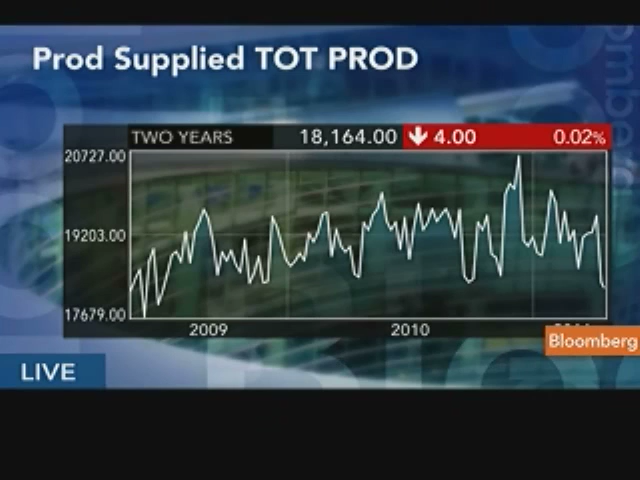 Prod Supplied TOT PROD
TWO YEARS 18,164.00 4.00 0.02%
20727.00
19203.00
17679.00
2009 2010
Bloomberg
LIVE